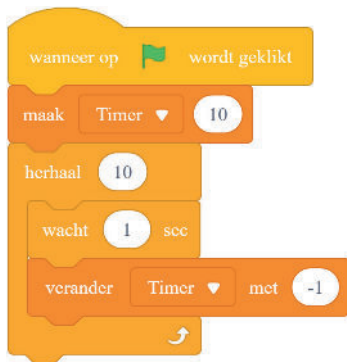 wanneer op wordt geklikt
maak Timer 10
herhaal 10
wacht 1 sec
verander Timer met -1